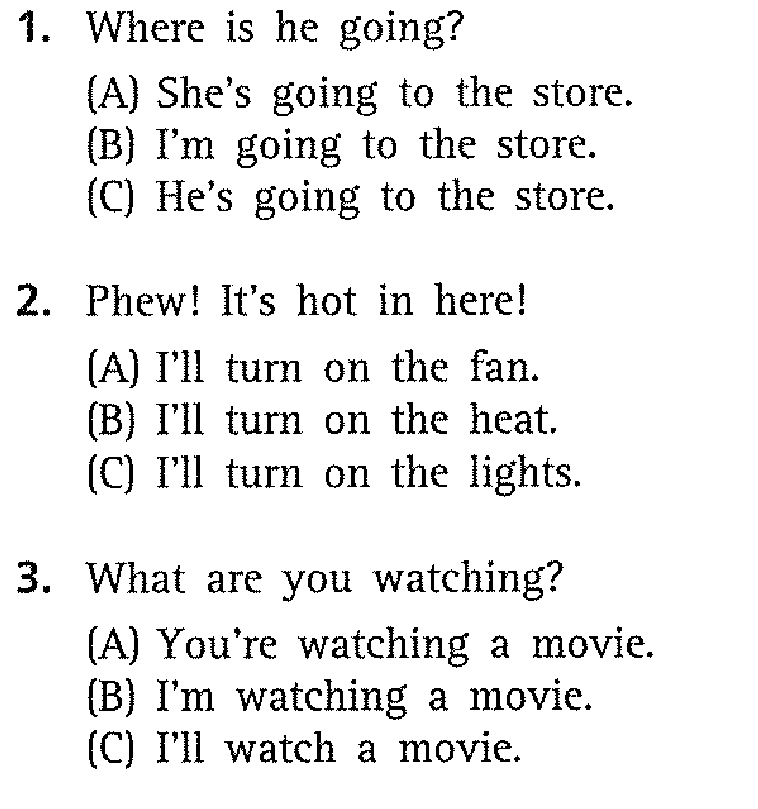 1. Where is he going?
(A) She's going to the store.
(B) I'm going to the store.
(C) He's going to the store.
2. Phew! It's hot in here!
(A) I'll turn on the fan.
(B) I'll turn on the heat.
(C) I'll turn on the lights.
3. What are you watching?
(A) You're watching a movie.
(B) I'm watching a movie.
(C) I'll watch a movie.